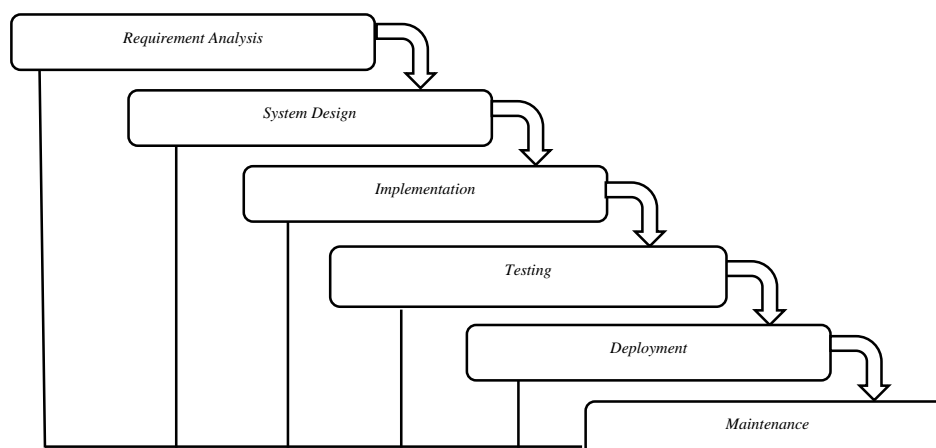 Requirement Analysis
System Design
Implementation
Testing
Deployment
Maintenance